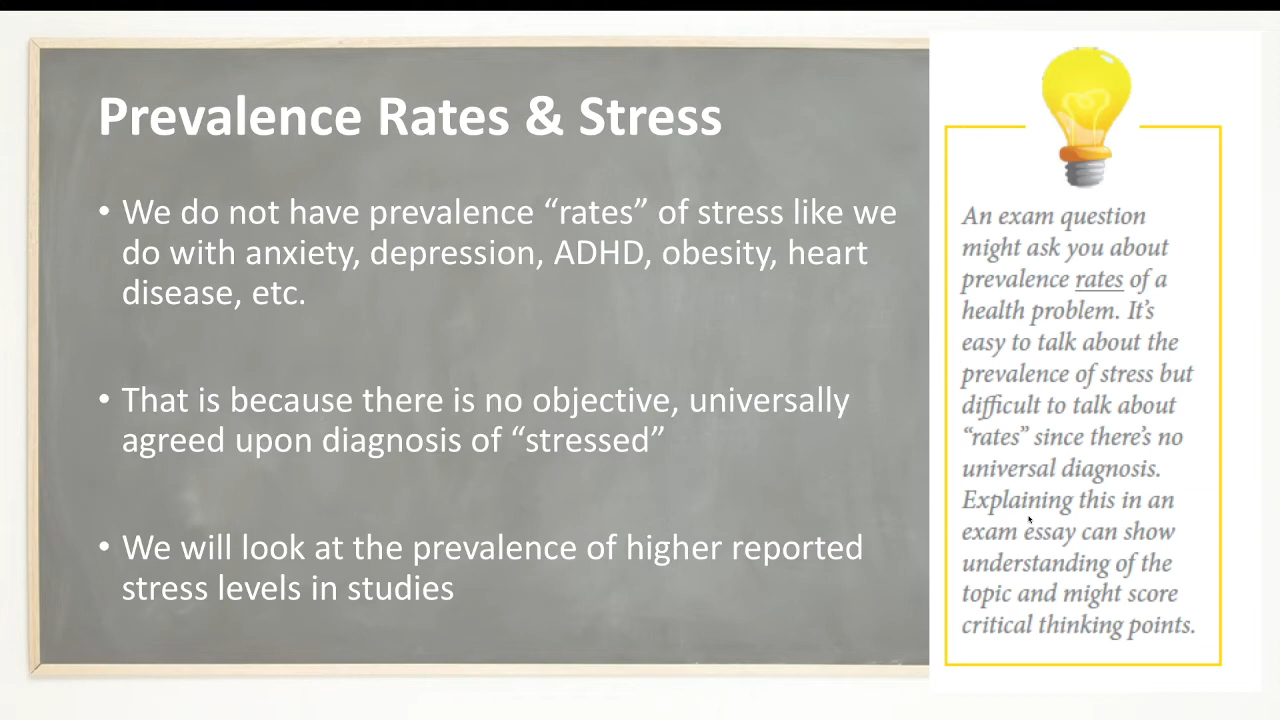 Prevalence Rates & Stress
• We do not have prevalence “rates” of stress like we
do with anxiety, depression, ADHD, obesity, heart
disease, etc.
• That is because there is no objective, universally
agreed upon diagnosis of “stressed”
• We will look at the prevalence of higher reported
stress levels in studies
An exam question
might ask you about
prevalence rates of a
health problem. It’s
easy to talk about the
prevalence of stress but
difficult to talk about
“rates” since there’s no
universal diagnosis.
Explaining this in an
exam essay can show
understanding of the
topic and might score
critical thinking points.